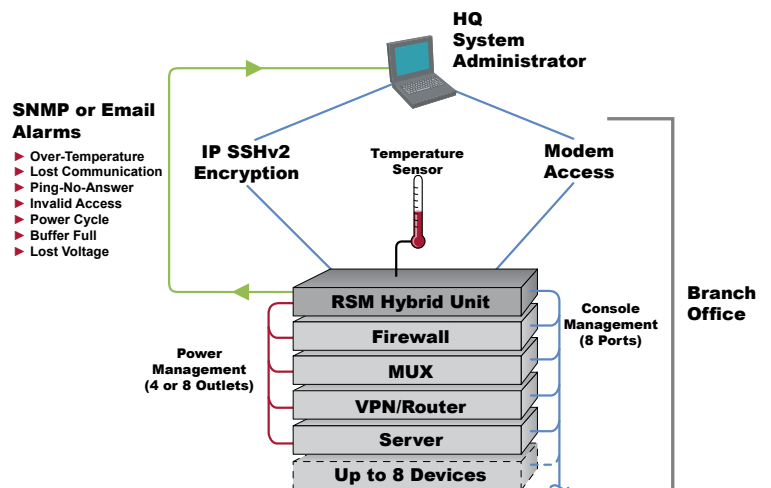 HQ
System
Administrator
SNMP or Email
Alarms
Over-Temperature
Lost Communication
Ping-No-Answer
Invalid Access
Power Cycle
Buffer Full
Lost Voltage
IP SSHv2
Encryption
Temperature
Sensor
Modem
Access
RSM Hybrid Unit
Firewall
MUX
VPN/Router
Server
Up to 8 Devices
Power
Management
(4 or 8 Outlets)
Console
Management
(8 Ports)
Branch
Office